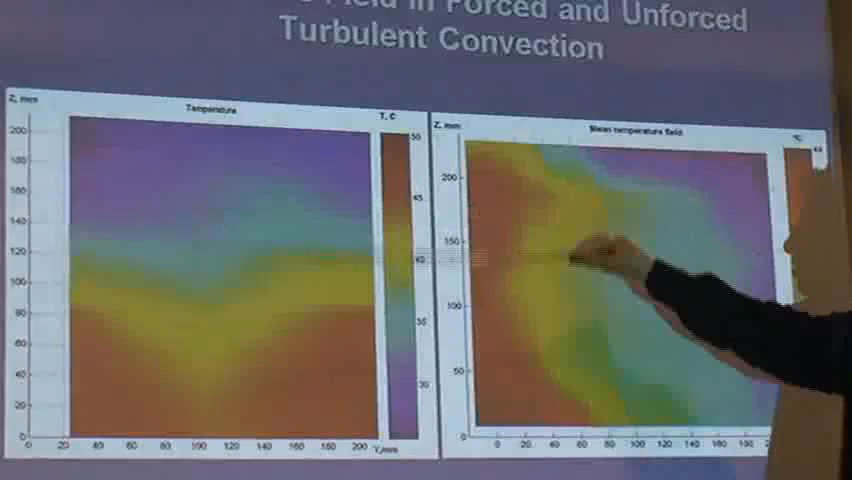 Field in Forced and Unforced
Turbulent Convection
Z, mm
Temperature
T, C
200
180
160
140
120
100
80
60
40
20
0
0 20 40 60 80 100 120 140 160 180 200 Y,mm
50
45
40
35
30
Z, mm
Mean temperature field
°C
200
150
100
50
0
0 20 40 60 80 100 120 140 160 180